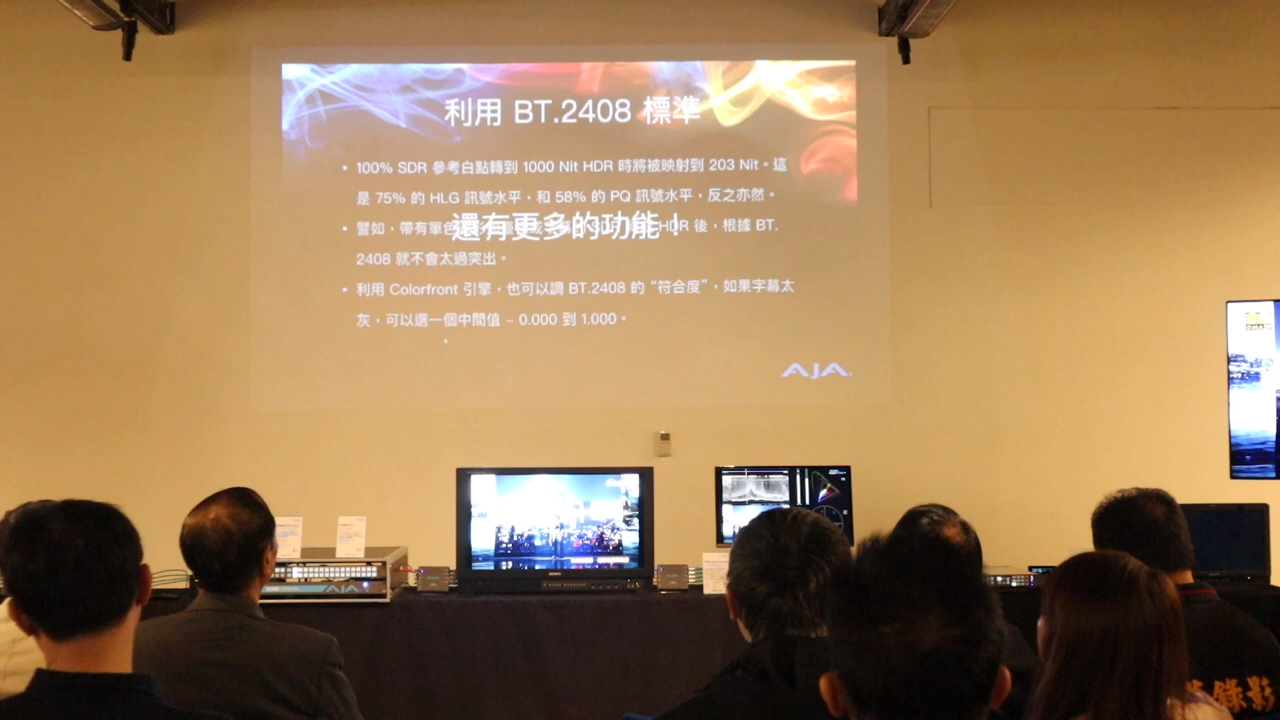 利用 BT.2408 標準
• 100% SDR 參考白點轉到 1000 Nit HDR 時將被映射到 203 Nit。這
是 75% 的 HLG 訊號水平，和 58% 的 PQ 訊號水平，反之亦然。
• 譬如，帶有單色 HDR 後，根據 BT.
還有更多的功能！
2408 就不會太過突出。
• 利用 Colorfront 引擎，也可以調 BT.2408 的 “符合度”，如果字幕太
灰，可以選一個中間值 – 0.000 到 1.000。
AJA
SONY
AJA
錄影